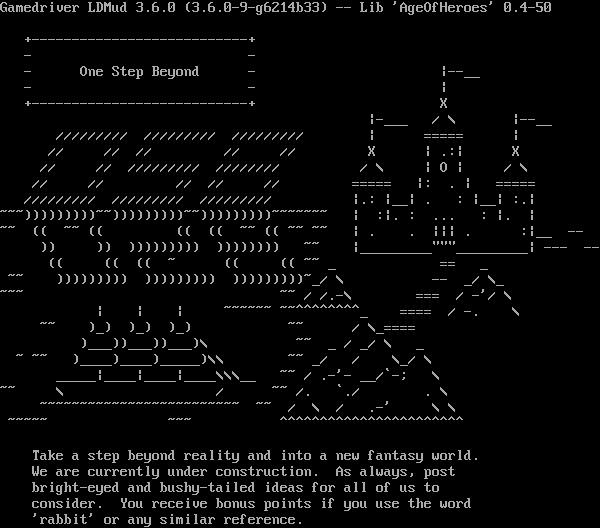 Gamedriver LDMud 3.6.0 (3.6.0-9-g6214b33) -- Lib 'AgeOfHeroes' 0.4-50
One Step Beyond
OSB
Take a step beyond reality and into a new fantasy world.
We are currently under construction.  As always, post
bright-eyed and bushy-tailed ideas for all of us to
consider.  You receive bonus points if you use the word
'rabbit' or any similar reference.